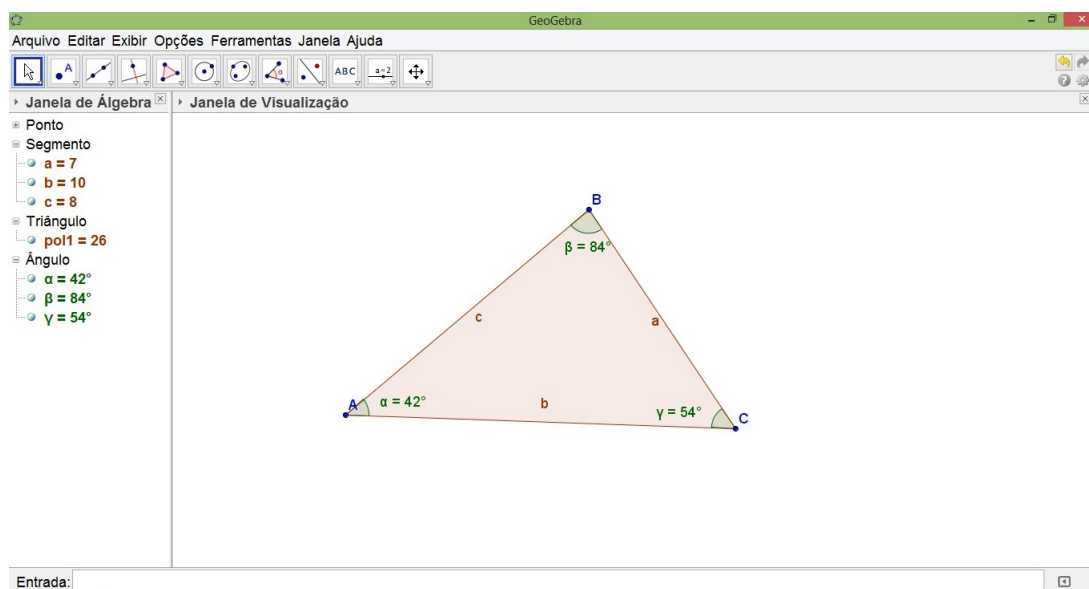 GeoGebra
Arquivo Editar Exibir Opções Ferramentas Janela Ajuda
A
α
ABC
a=2
Janela de Álgebra
Janela de Visualização
Ponto
Segmento
a = 7
b = 10
c = 8
Triângulo
pol1 = 26
Ângulo
α = 42°
β = 84°
γ = 54°
B
β = 84°
c
a
A
α = 42°
b
γ = 54°
C
Entrada: